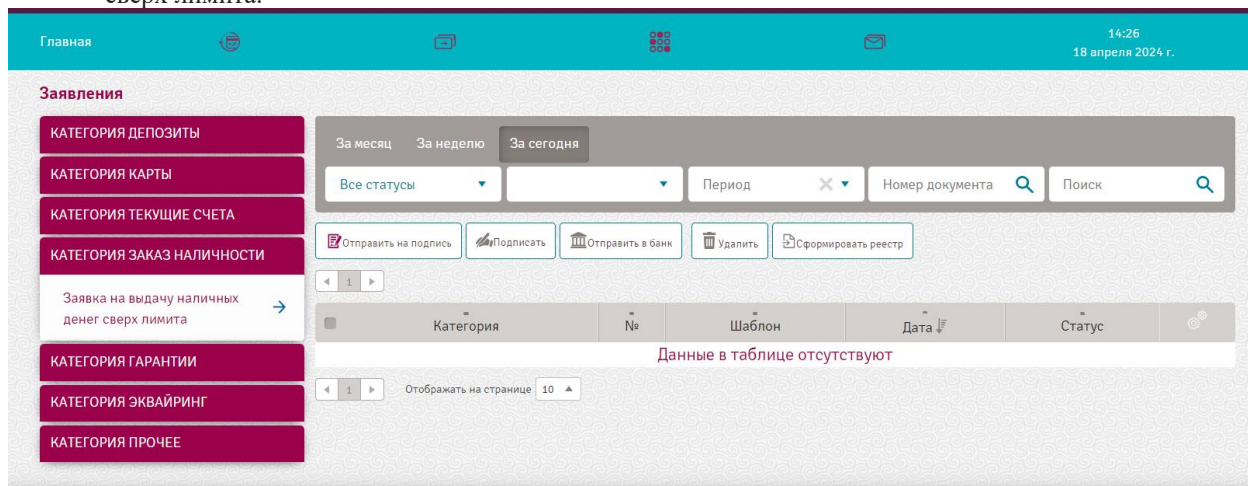 сверх лимита.
Главная
14:26
18 апреля 2024 г.
Заявления
КАТЕГОРИЯ ДЕПОЗИТЫ
КАТЕГОРИЯ КАРТЫ
КАТЕГОРИЯ ТЕКУЩИЕ СЧЕТА
КАТЕГОРИЯ ЗАКАЗ НАЛИЧНОСТИ
Заявка на выдачу наличных
денег сверх лимита
КАТЕГОРИЯ ГАРАНТИИ
КАТЕГОРИЯ ЭКВАЙРИНГ
КАТЕГОРИЯ ПРОЧЕЕ
За месяц За неделю За сегодня
Все статусы Период Номер документа Поиск
Отправить на подпись Подписать Отправить в банк Удалить Сформировать реестр
1
Категория № Шаблон Дата Статус
Данные в таблице отсутствуют
1 Отображать на странице 10